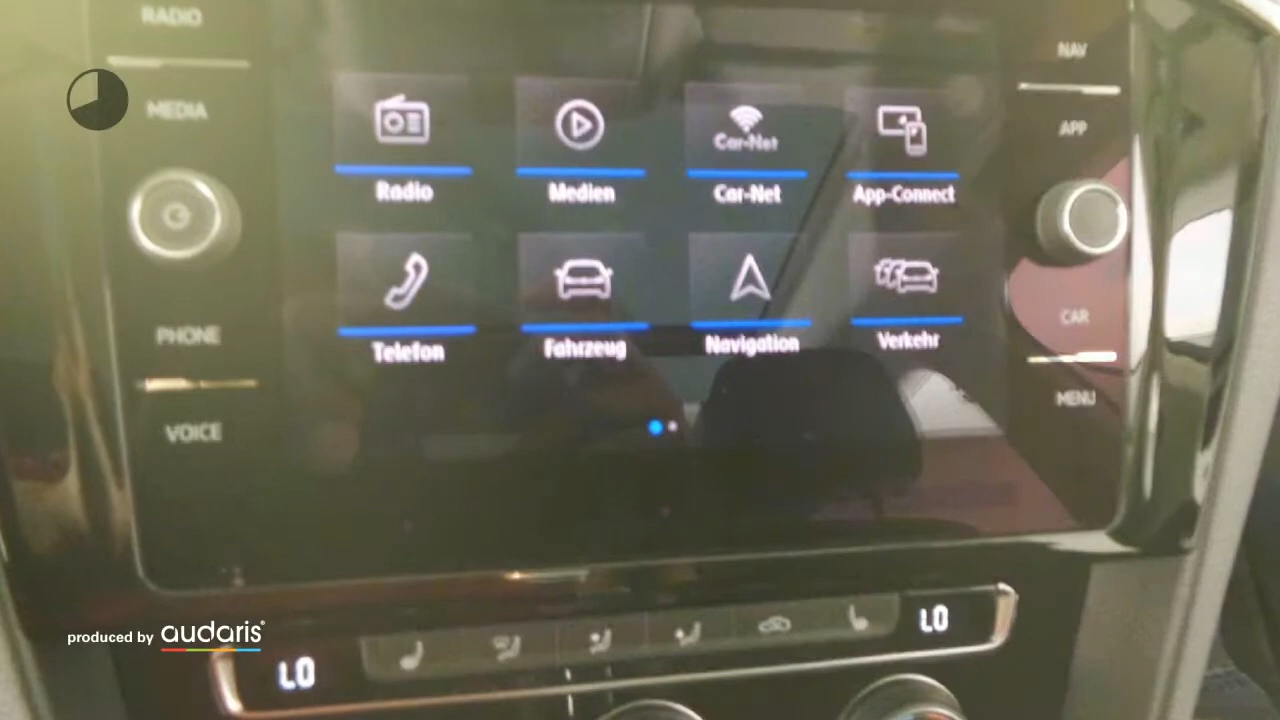 RADIO
MEDIA
PHONE
VOICE
Radio
Medien
Car-Net
Car-Net
App-Connect
Telefon
Fahrzeug
Navigation
Verkehr
NAV
APP
CAR
MENU
LO
LO
produced by audaris